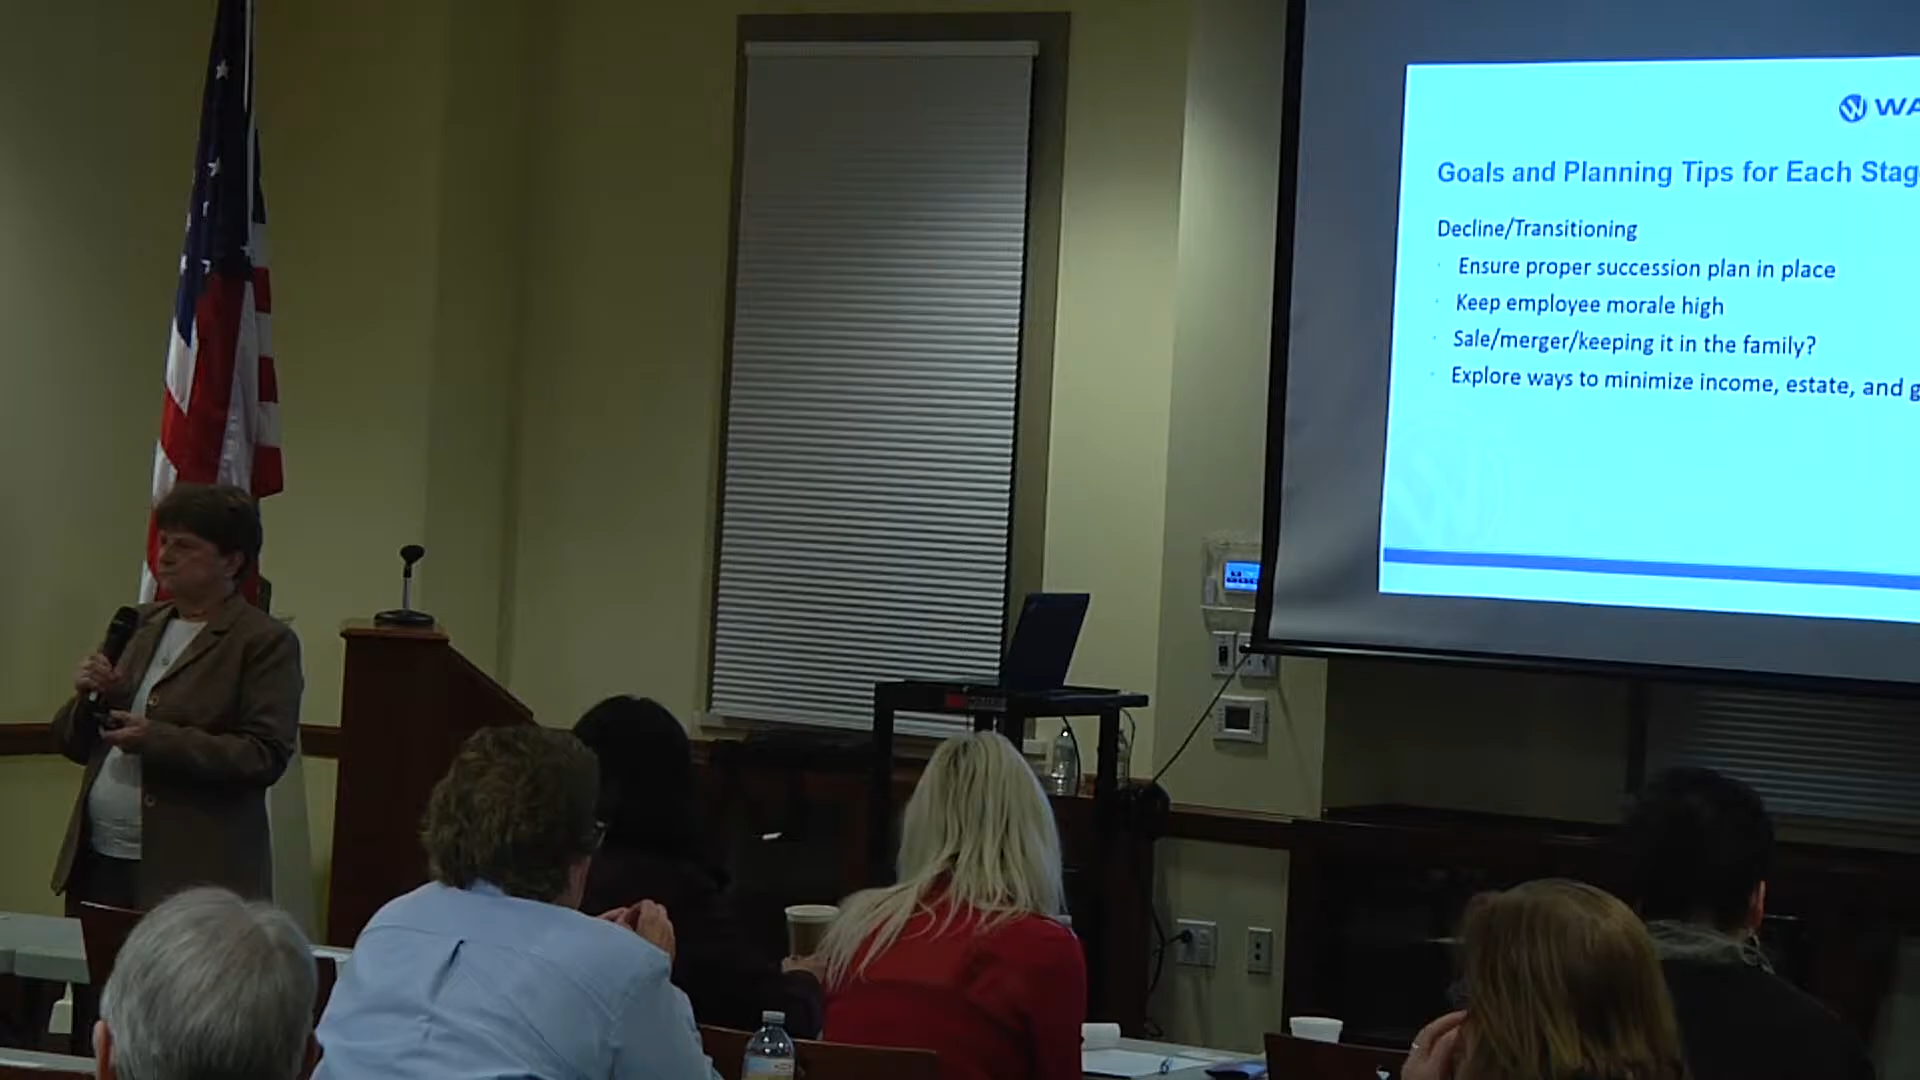 WA
Goals and Planning Tips for Each Stag
Decline/Transitioning
Ensure proper succession plan in place
Keep employee morale high
Sale/merger/keeping it in the family?
Explore ways to minimize income, estate, and g